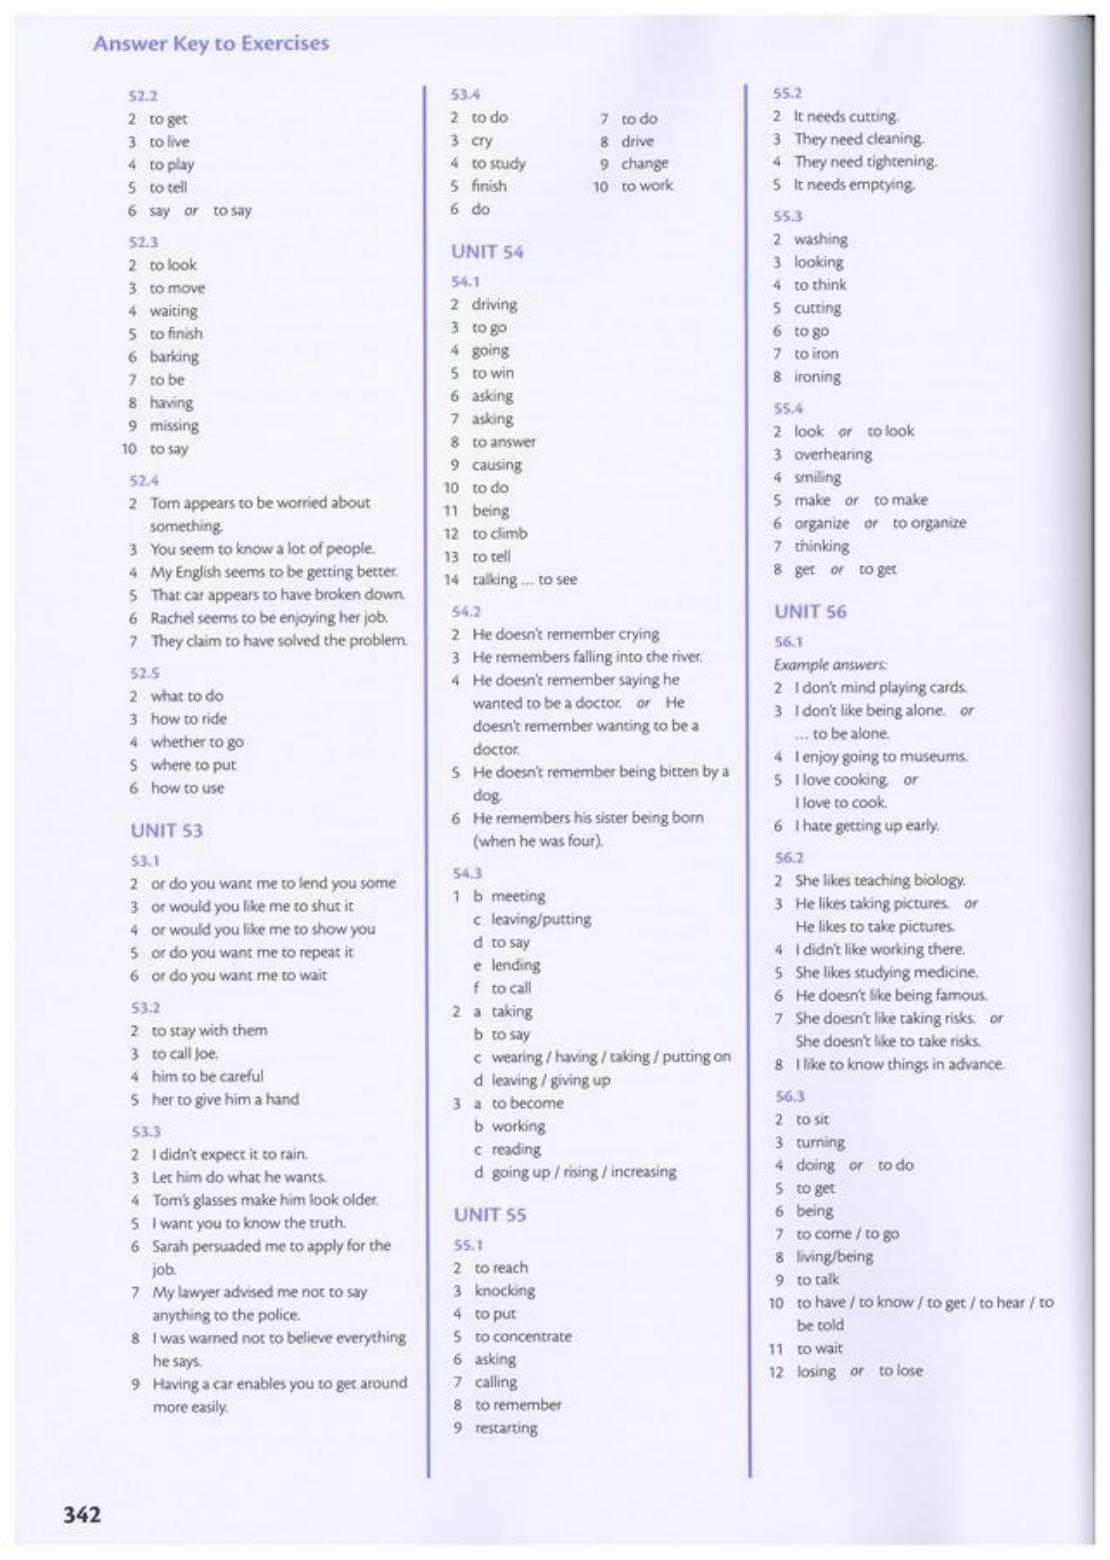 Answer Key to Exercises
52.2
2 to get
3 to live
4 to play
5 to tell
6 say or to say
52.3
2 to look
3 to move
4 waiting
5 to finish
6 barking
7 to be
8 having
9 missing
10 to say
52.4
2 Tom appears to be worried about
something.
3 You seem to know a lot of people.
4 My English seems to be getting better.
5 That car appears to have broken down.
6 Rachel seems to be enjoying her job.
7 They claim to have solved the problem.
52.5
2 what to do
3 how to ride
4 whether to go
5 where to put
6 how to use
UNIT 53
53.1
2 or do you want me to lend you some
3 or would you like me to shut it
4 or would you like me to show you
5 or do you want me to repeat it
6 or do you want me to wait
53.2
2 to stay with them
3 to call Joe.
4 him to be careful
5 her to give him a hand
53.3
2 I didn't expect it to rain.
3 Let him do what he wants.
4 Tom's glasses make him look older.
5 I want you to know the truth.
6 Sarah persuaded me to apply for the
job.
7 My lawyer advised me not to say
anything to the police.
8 I was warned not to believe everything
he says.
9 Having a car enables you to get around
more easily.
53.4
2 to do 7 to do
3 cry 8 drive
4 to study 9 change
5 finish 10 to work
6 do
UNIT 54
54.1
2 driving
3 to go
4 going
5 to win
6 asking
7 asking
8 to answer
9 causing
10 to do
11 being
12 to climb
13 to tell
14 talking ... to see
54.2
2 He doesn't remember crying
3 He remembers falling into the river.
4 He doesn't remember saying he
wanted to be a doctor. or He
doesn't remember wanting to be a
doctor.
5 He doesn't remember being bitten by a
dog.
6 He remembers his sister being born
(when he was four).
54.3
1 b meeting
c leaving/putting
d to say
e lending
f to call
2 a taking
b to say
c wearing / having / taking / putting on
d leaving / giving up
3 a to become
b working
c reading
d going up / rising / increasing
UNIT 55
55.1
2 to reach
3 knocking
4 to put
5 to concentrate
6 asking
7 calling
8 to remember
9 restarting
55.2
2 It needs cutting.
3 They need cleaning.
4 They need tightening.
5 It needs emptying.
55.3
2 washing
3 looking
4 to think
5 cutting
6 to go
7 to iron
8 ironing
55.4
2 look or to look
3 overhearing
4 smiling
5 make or to make
6 organize or to organize
7 thinking
8 get or to get
UNIT 56
56.1
Example answers:
2 I don't mind playing cards.
3 I don't like being alone. or
... to be alone.
4 I enjoy going to museums.
5 I love cooking. or
I love to cook.
6 I hate getting up early.
56.2
2 She likes teaching biology.
3 He likes taking pictures. or
He likes to take pictures.
4 I didn't like working there.
5 She likes studying medicine.
6 He doesn't like being famous.
7 She doesn't like taking risks. or
She doesn't like to take risks.
8 I like to know things in advance.
56.3
2 to sit
3 turning
4 doing or to do
5 to get
6 being
7 to come / to go
8 living/being
9 to talk
10 to have / to know / to get / to hear / to
be told
11 to wait
12 losing or to lose
342